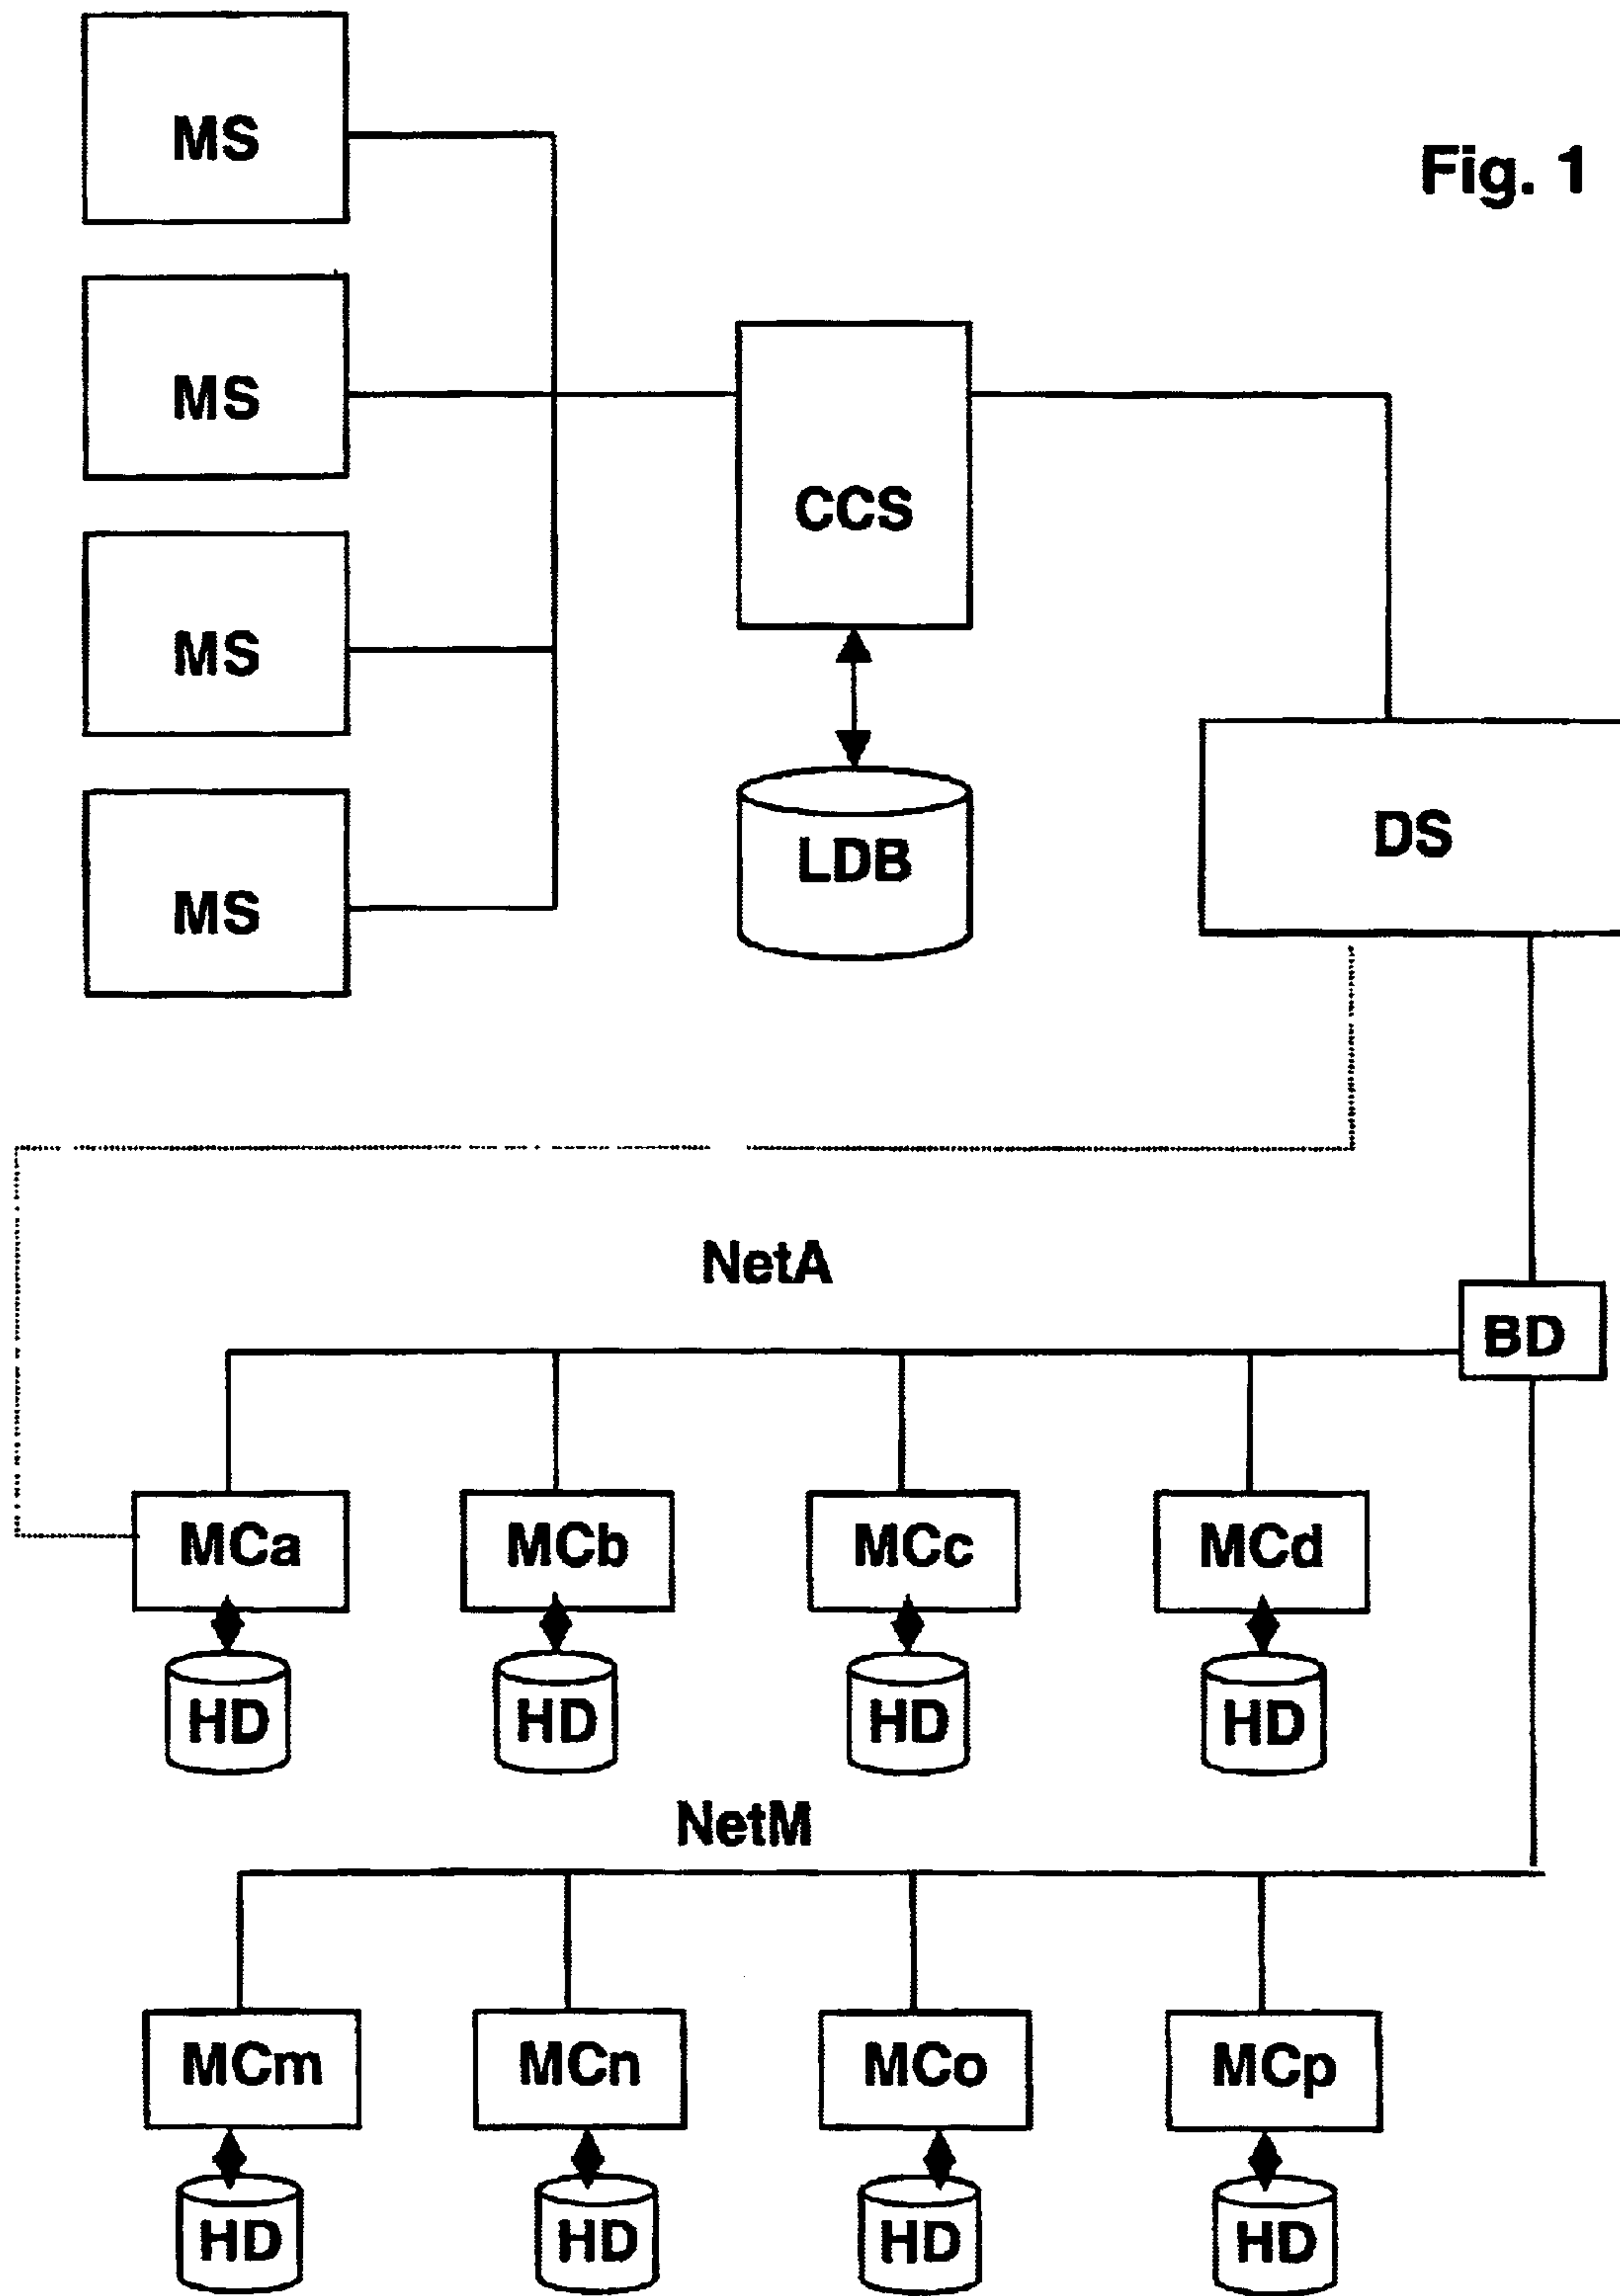 Fig. 1
MS
MS
MS
MS
CCS
LDB
DS
NetA
BD
MCa MCb MCc MCd
HD HD HD HD
NetM
MCm MCn MCo MCp
HD HD HD HD